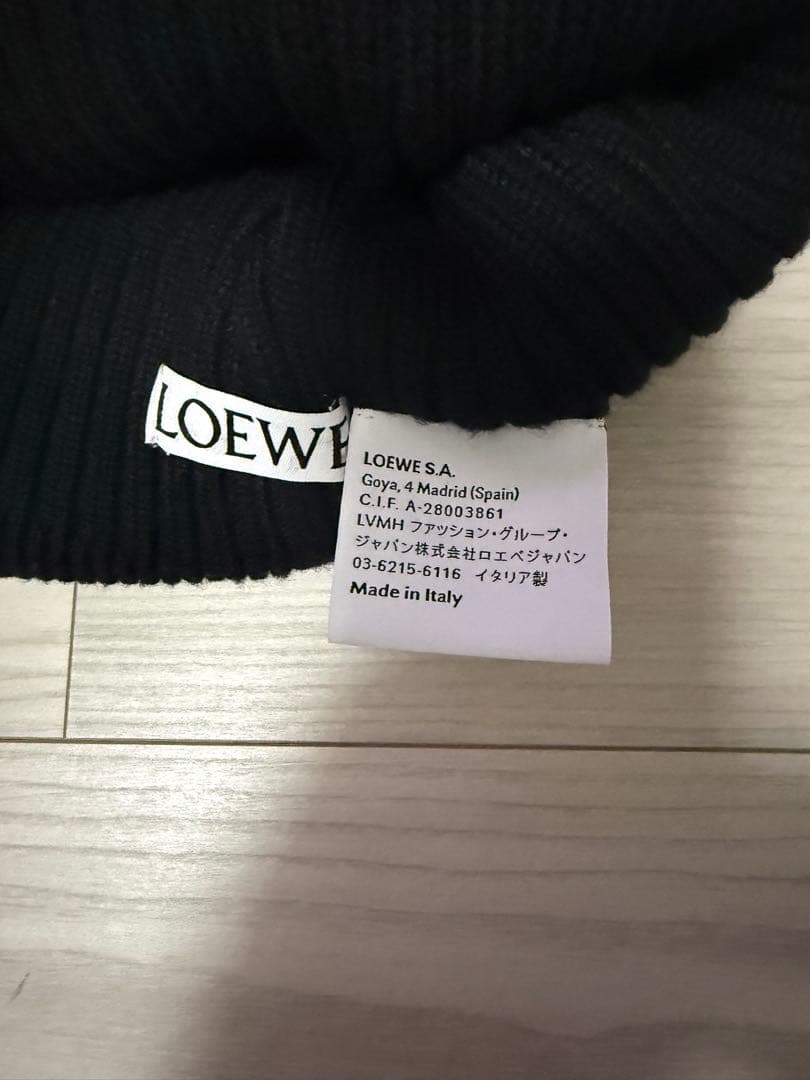 LOEWE
LOEWE S.A.
Goya, 4 Madrid (Spain)
C.I.F. A-28003861
LVMH ファッション・グループ・
ジャパン株式会社ロエベジャパン
03-6215-6116 イタリア製
Made in Italy